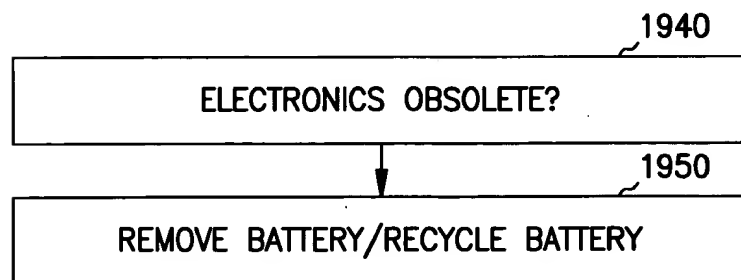 1940
ELECTRONICS OBSOLETE?
1950
REMOVE BATTERY/RECYCLE BATTERY